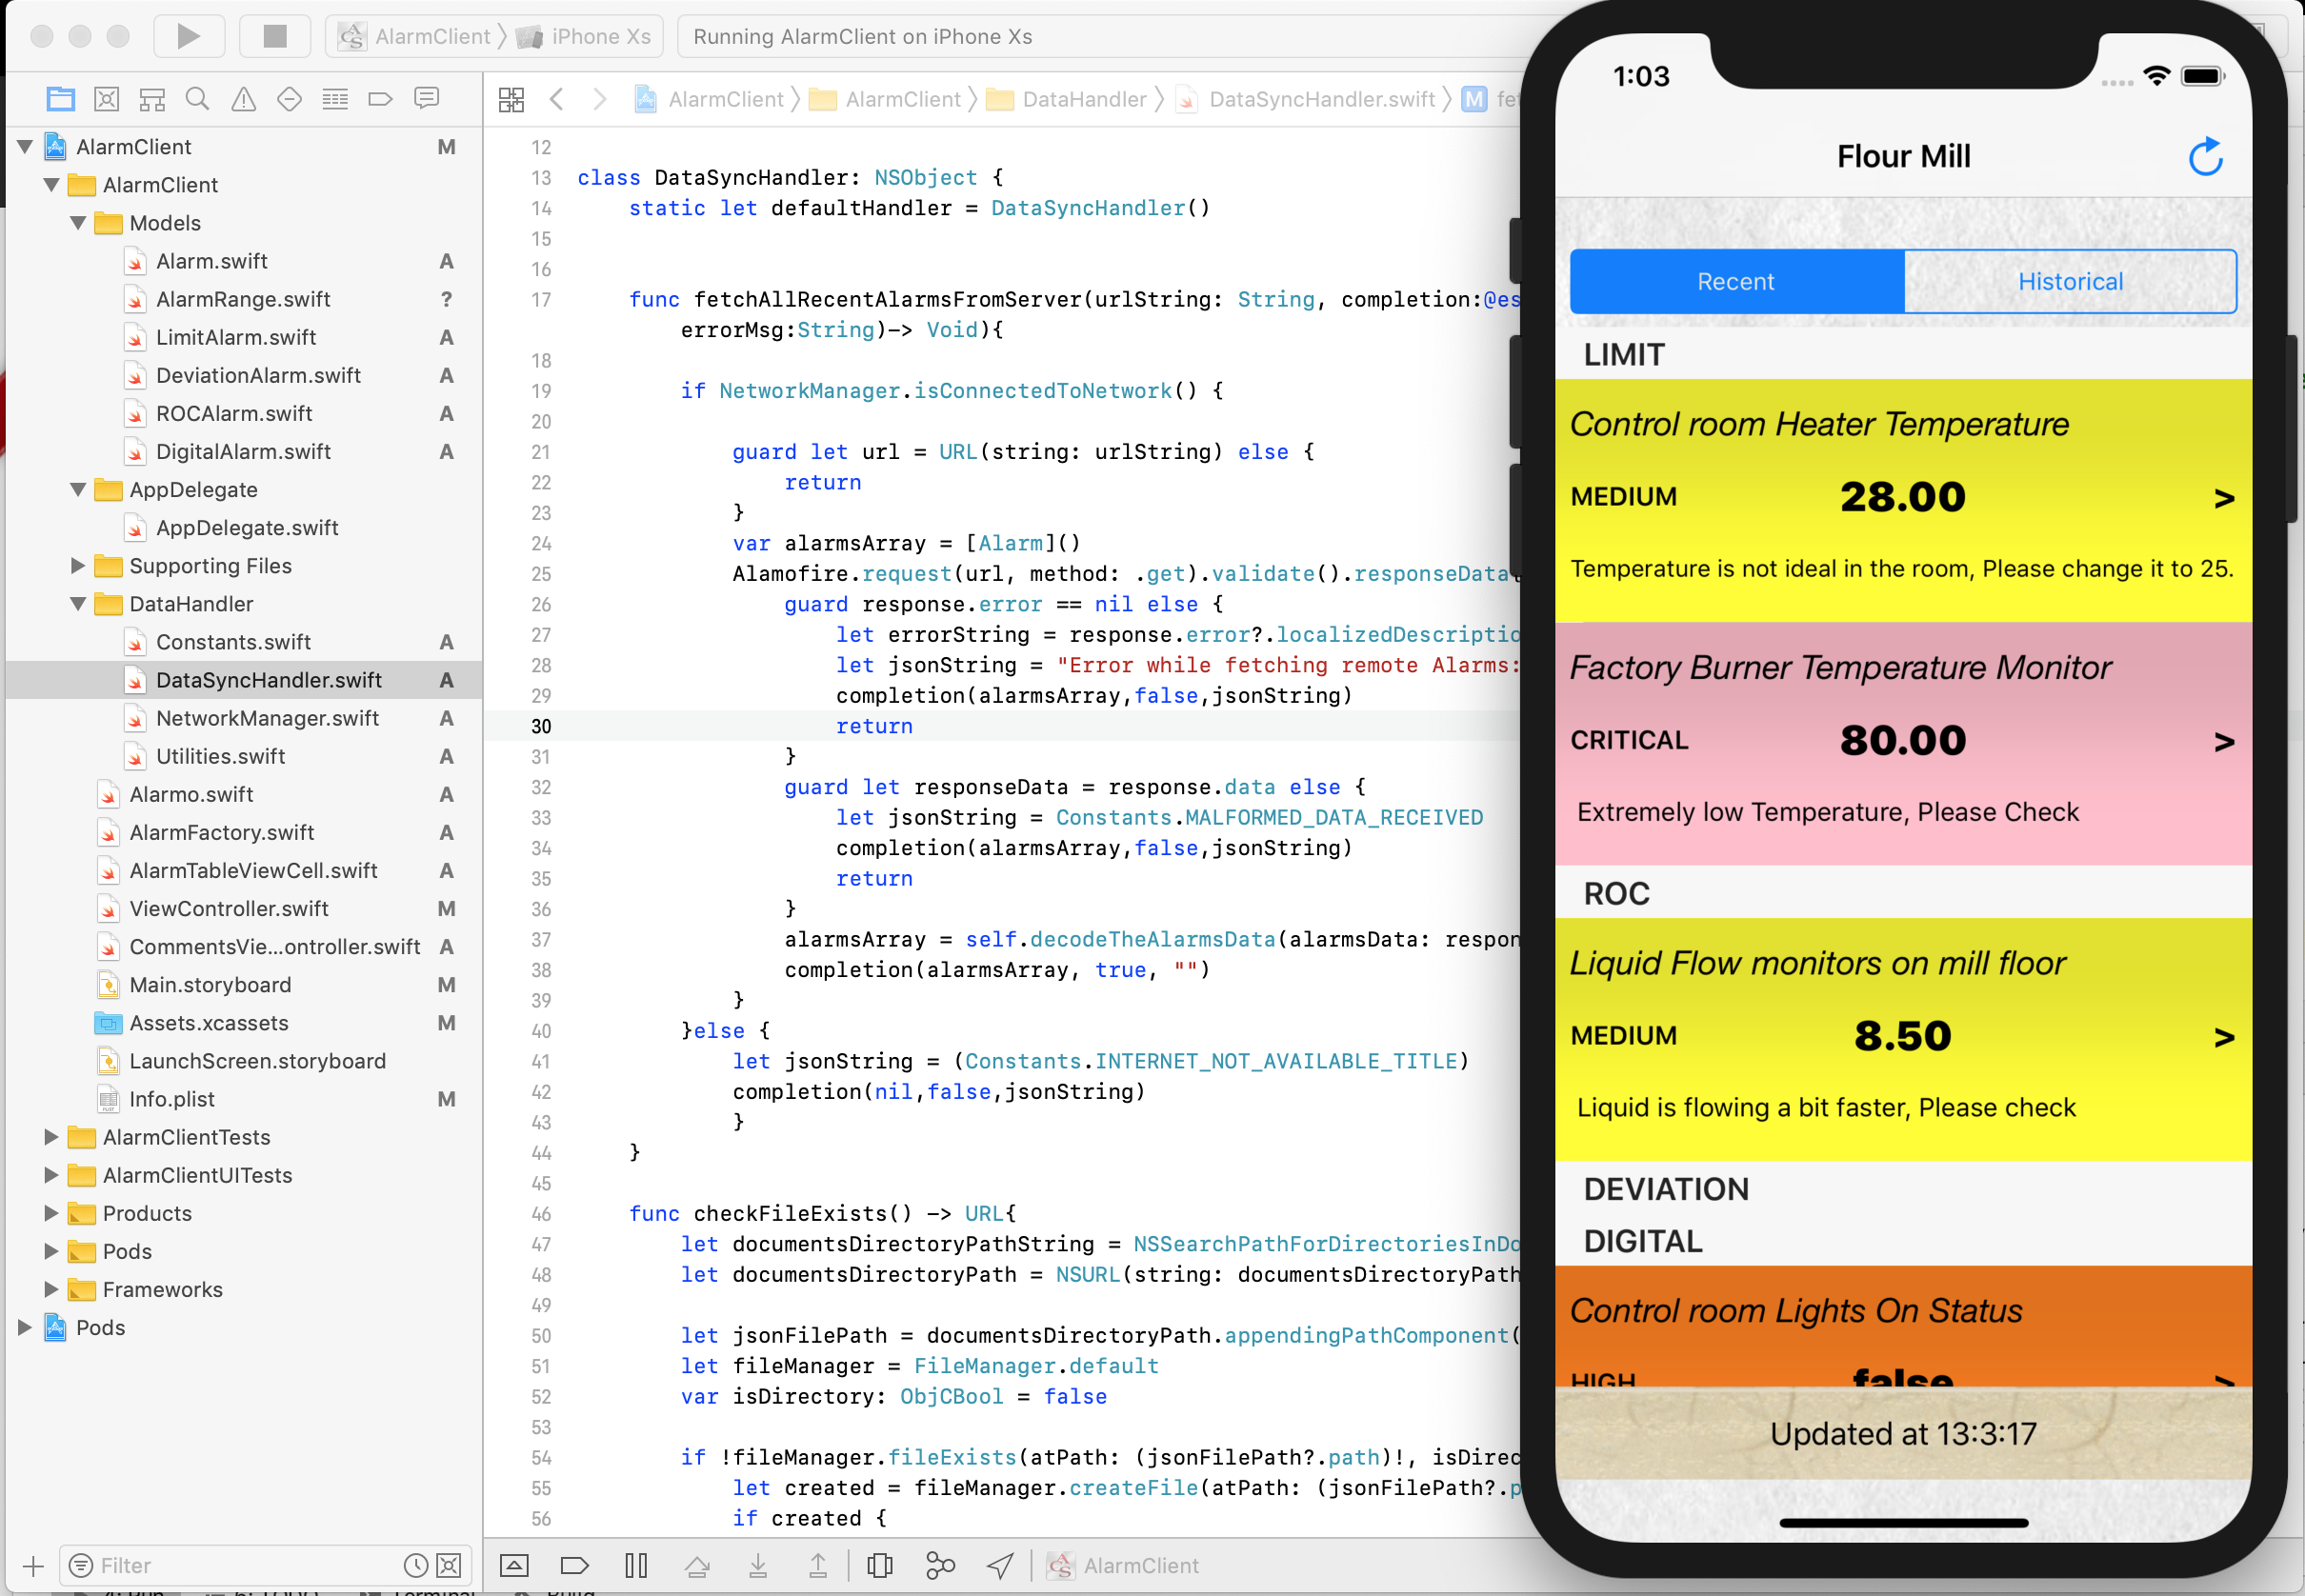 AlarmClient
iPhone Xs
Running AlarmClient on iPhone Xs
AlarmClient
AlarmClient
DataHandler
DataSyncHandler.swift
M
AlarmClient M
AlarmClient
Models
Alarm.swift A
AlarmRange.swift ?
LimitAlarm.swift A
DeviationAlarm.swift A
ROCAlarm.swift A
DigitalAlarm.swift A
AppDelegate
AppDelegate.swift
Supporting Files
DataHandler
Constants.swift A
DataSyncHandler.swift A
NetworkManager.swift A
Utilities.swift A
Alarmo.swift A
AlarmFactory.swift A
AlarmTableViewCell.swift A
ViewController.swift M
CommentsVie...ontroller.swift A
Main.storyboard M
Assets.xcassets M
LaunchScreen.storyboard
Info.plist M
AlarmClientTests
AlarmClientUITests
Products
Pods
Frameworks
Pods
Filter
12
13 class DataSyncHandler: NSObject {
14 static let defaultHandler = DataSyncHandler()
15
16
17 func fetchAllRecentAlarmsFromServer(urlString: String, completion:@es
errorMsg:String)-> Void){
18
19 if NetworkManager.isConnectedToNetwork() {
20
21 guard let url = URL(string: urlString) else {
22 return
23 }
24 var alarmsArray = [Alarm]()
25 Alamofire.request(url, method: .get).validate().responseData
26 guard response.error == nil else {
27 let errorString = response.error?.localizedDescriptio
28 let jsonString = "Error while fetching remote Alarms:
29 completion(alarmsArray,false,jsonString)
30 return
31 }
32 guard let responseData = response.data else {
33 let jsonString = Constants.MALFORMED_DATA_RECEIVED
34 completion(alarmsArray,false,jsonString)
35 return
36 }
37 alarmsArray = self.decodeTheAlarmsData(alarmsData: respon
38 completion(alarmsArray, true, "")
39 }
40 }else {
41 let jsonString = (Constants.INTERNET_NOT_AVAILABLE_TITLE)
42 completion(nil,false,jsonString)
43 }
44 }
45
46 func checkFileExists() -> URL{
47 let documentsDirectoryPathString = NSSearchPathForDirectoriesInDo
48 let documentsDirectoryPath = NSURL(string: documentsDirectoryPath
49
50 let jsonFilePath = documentsDirectoryPath.appendingPathComponent(
51 let fileManager = FileManager.default
52 var isDirectory: ObjCBool = false
53
54 if !fileManager.fileExists(atPath: (jsonFilePath?.path)!, isDirec
55 let created = fileManager.createFile(atPath: (jsonFilePath?.p
56 if created {
AlarmClient
1:03
Flour Mill
Recent
Historical
LIMIT
Control room Heater Temperature
MEDIUM 28.00 >
Temperature is not ideal in the room, Please change it to 25.
Factory Burner Temperature Monitor
CRITICAL 80.00 >
Extremely low Temperature, Please Check
ROC
Liquid Flow monitors on mill floor
MEDIUM 8.50 >
Liquid is flowing a bit faster, Please check
DEVIATION
DIGITAL
Control room Lights On Status
HIGH false >
Updated at 13:3:17